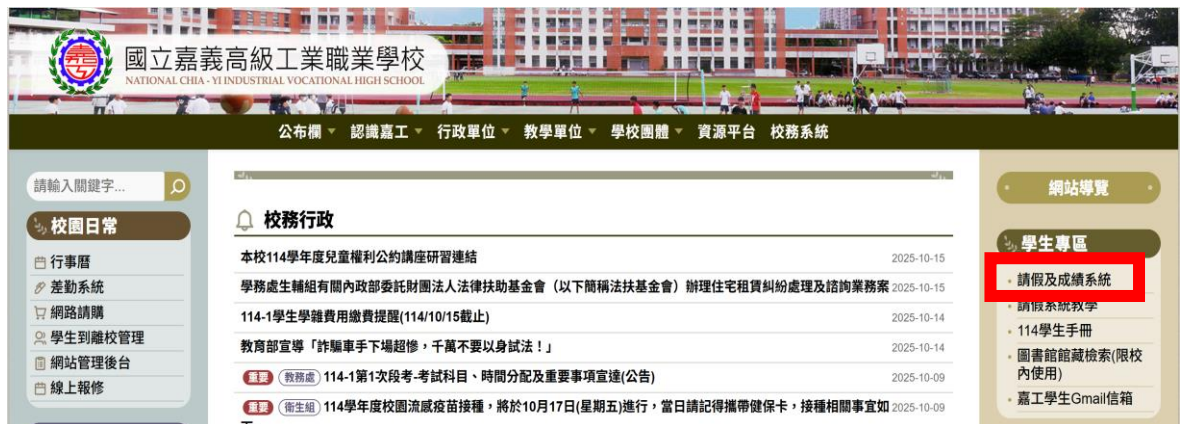 國立嘉義高級工業職業學校
NATIONAL CHIA - YI INDUSTRIAL VOCATIONAL HIGH SCHOOL
公布欄 認識嘉工 行政單位 教學單位 學校團體 資源平台 校務系統
請輸入關鍵字...
校園日常
行事曆
差勤系統
網路請購
學生到離校管理
網站管理後台
線上報修
校務行政
本校114學年度兒童權利公約講座研習連結 2025-10-15
學務處生輔組有關內政部委託財團法人法律扶助基金會（以下簡稱法扶基金會）辦理住宅租賃糾紛處理及諮詢業務案 2025-10-15
114-1學生學雜費用繳費提醒(114/10/15截止) 2025-10-14
教育部宣導「詐騙車手下場超慘，千萬不要以身試法！」 2025-10-14
重要 教務處 114-1第1次段考-考試科目、時間分配及重要事項宣達(公告) 2025-10-09
重要 衛生組 114學年度校園流感疫苗接種，將於10月17日(星期五)進行，當日請記得攜帶健保卡，接種相關事宜如 2025-10-09
網站導覽
學生專區
請假及成績系統
請假系統教學
114學生手冊
圖書館館藏檢索(限校
內使用)
嘉工學生Gmail信箱